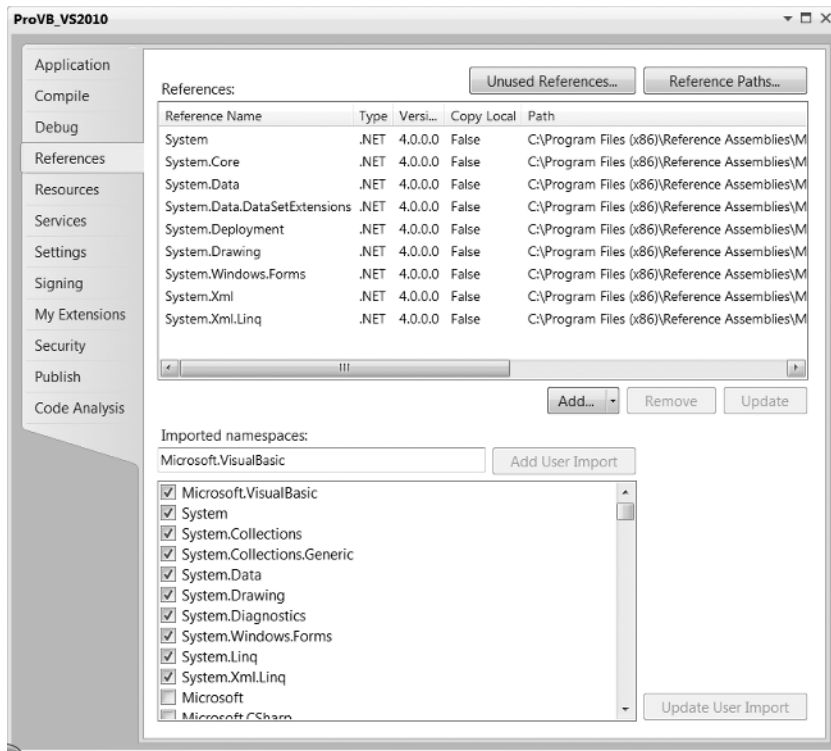 ProVB_VS2010
Application
Compile
Debug
References
Resources
Services
Settings
Signing
My Extensions
Security
Publish
Code Analysis
References:
Unused References... Reference Paths...
Reference Name Type Versi... Copy Local Path
System .NET 4.0.0.0 False C:\Program Files (x86)\Reference Assemblies\M
System.Core .NET 4.0.0.0 False C:\Program Files (x86)\Reference Assemblies\M
System.Data .NET 4.0.0.0 False C:\Program Files (x86)\Reference Assemblies\M
System.Data.DataSetExtensions .NET 4.0.0.0 False C:\Program Files (x86)\Reference Assemblies\M
System.Deployment .NET 4.0.0.0 False C:\Program Files (x86)\Reference Assemblies\M
System.Drawing .NET 4.0.0.0 False C:\Program Files (x86)\Reference Assemblies\M
System.Windows.Forms .NET 4.0.0.0 False C:\Program Files (x86)\Reference Assemblies\M
System.Xml .NET 4.0.0.0 False C:\Program Files (x86)\Reference Assemblies\M
System.Xml.Linq .NET 4.0.0.0 False C:\Program Files (x86)\Reference Assemblies\M
Add... Remove Update
Imported namespaces:
Microsoft.VisualBasic Add User Import
Microsoft.VisualBasic
System
System.Collections
System.Collections.Generic
System.Data
System.Drawing
System.Diagnostics
System.Windows.Forms
System.Linq
System.Xml.Linq
Microsoft
Microsoft.CSharp
Update User Import